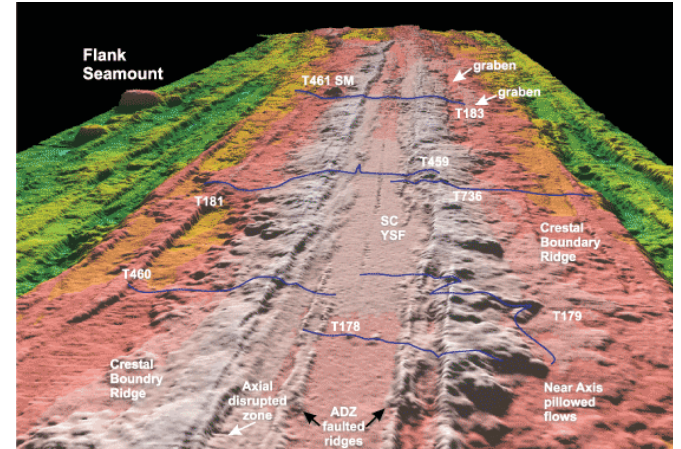 Flank
Seamount
graben
T461 SM
graben
T183
T459
T181
T736
SC
YSF
Crestal
Boundary
Ridge
T460
T179
T178
Crestal
Boundry
Ridge
Axial
disrupted
zone
ADZ
faulted
ridges
Near Axis
pillowed
flows